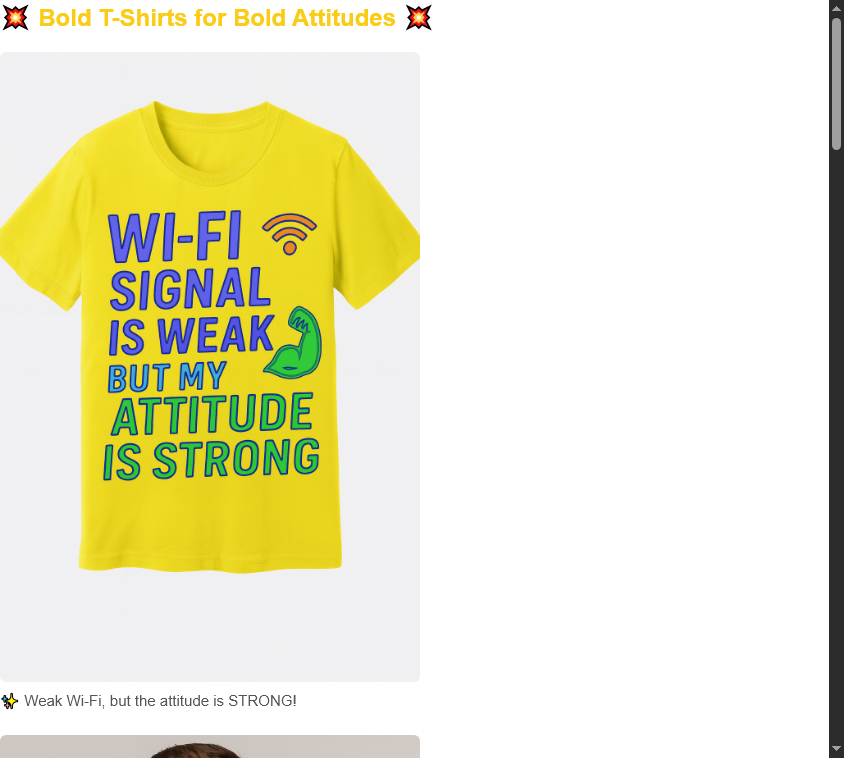 💥 Bold T-Shirts for Bold Attitudes 💥
WI-FI
SIGNAL
IS WEAK
BUT MY
ATTITUDE
IS STRONG
✨ Weak Wi-Fi, but the attitude is STRONG!